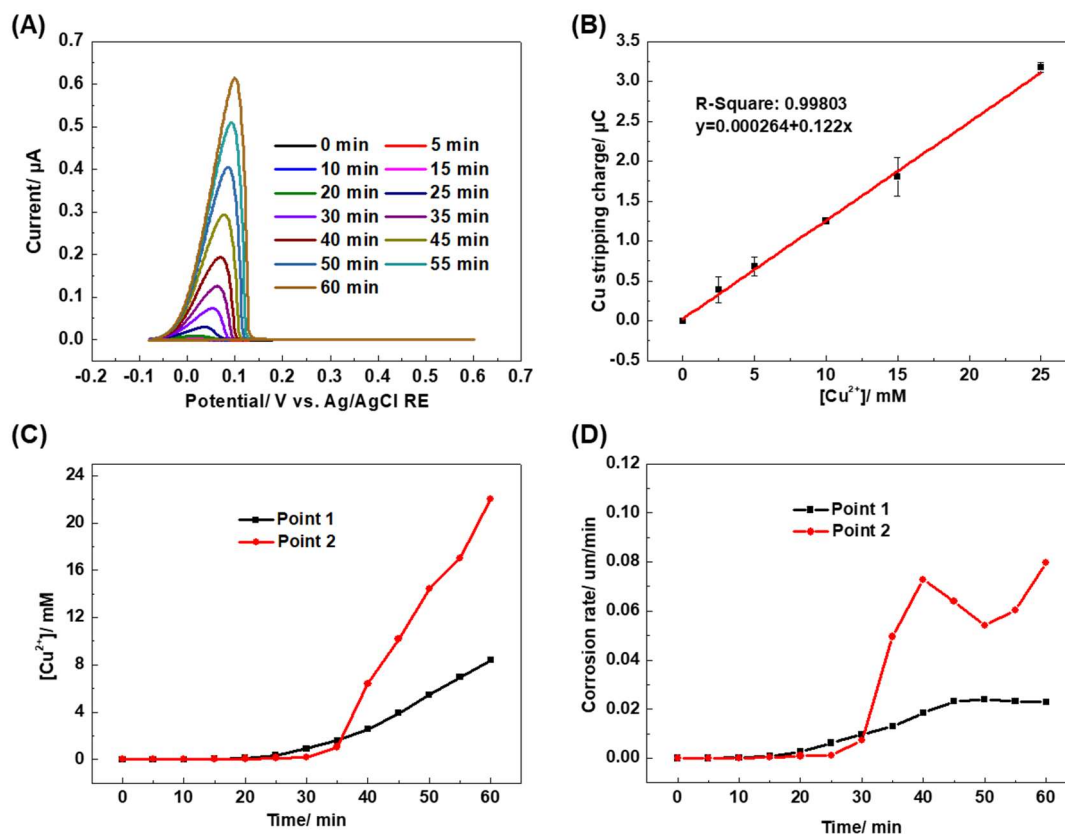 (A)
0.7
0.6
0.5
0.4
0.3
0.2
0.1
0.0
Current/ µA
0 min 5 min
10 min 15 min
20 min 25 min
30 min 35 min
40 min 45 min
50 min 55 min
60 min
-0.2 -0.1 0.0 0.1 0.2 0.3 0.4 0.5 0.6 0.7
Potential/ V vs. Ag/AgCl RE
(B)
3.5
3.0
2.5
2.0
1.5
1.0
0.5
0.0
-0.5
Cu stripping charge/ µC
R-Square: 0.99803
y=0.000264+0.122x
0 5 10 15 20 25
[Cu²⁺]/ mM
(C)
24
20
16
12
8
4
0
[Cu²⁺]/ mM
Point 1
Point 2
0 10 20 30 40 50 60
Time/ min
(D)
0.12
0.10
0.08
0.06
0.04
0.02
0.00
Corrosion rate/ um/min
Point 1
Point 2
0 10 20 30 40 50 60
Time/ min